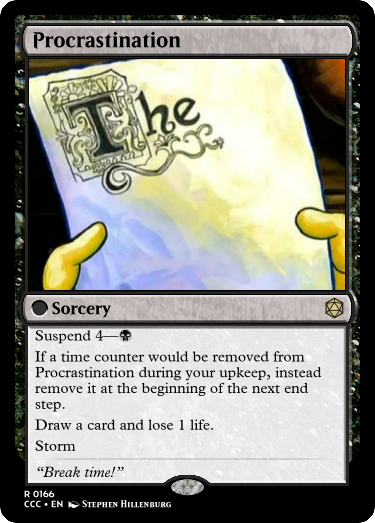 Procrastination
The
Sorcery
Suspend 4—
If a time counter would be removed from
Procrastination during your upkeep, instead
remove it at the beginning of the next end
step.
Draw a card and lose 1 life.
Storm
“Break time!”
R 0166
CCC • EN Stephen Hillenburg